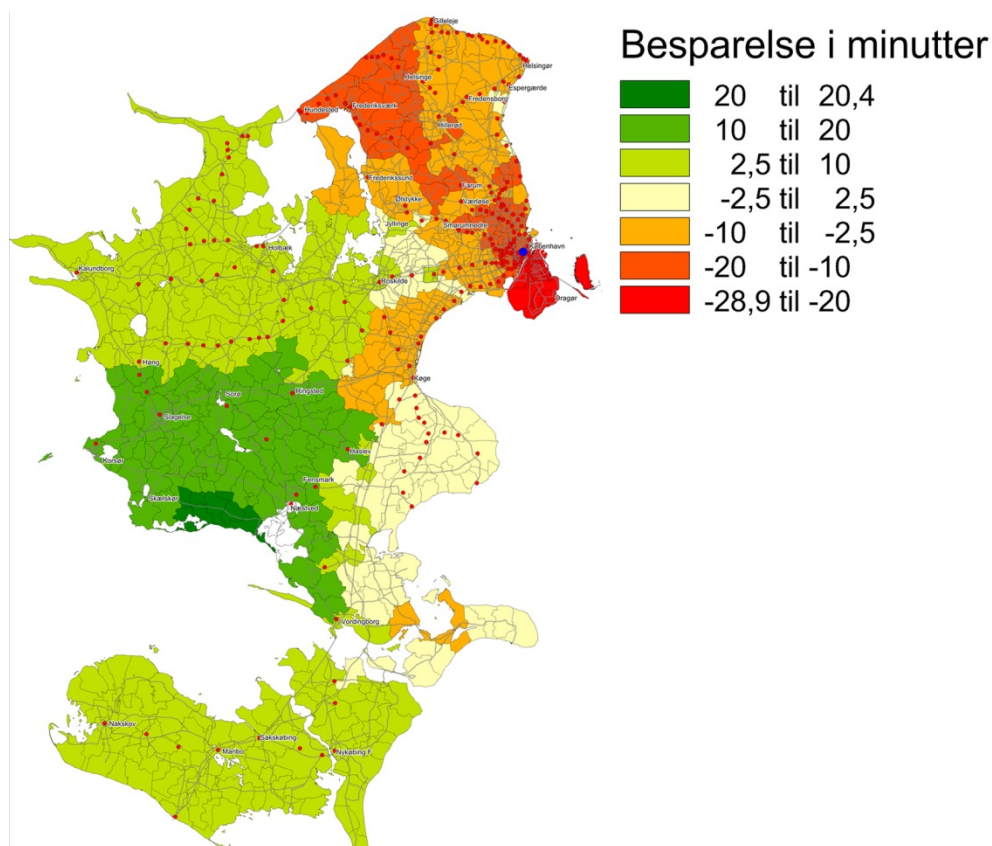 Besparelse i minutter
20 til 20,4
10 til 20
2,5 til 10
-2,5 til 2,5
-10 til -2,5
-20 til -10
-28,9 til -20
Gilleleje
Helsingør
Helsinge
Espergærde
Fredensborg
Hundested
Frederiksværk
Hillerød
Frederikssund
Farum
Ølstykke
Værløse
Jyllinge
Smørumnedre
København
Holbæk
Kalundborg
Roskilde
Dragør
Høng
Køge
Sorø
Ringsted
Slagelse
Haslev
Korsør
Fensmark
Skælskør
Næstved
Vordingborg
Nakskov
Sakskøbing
Maribo
Nykøbing F